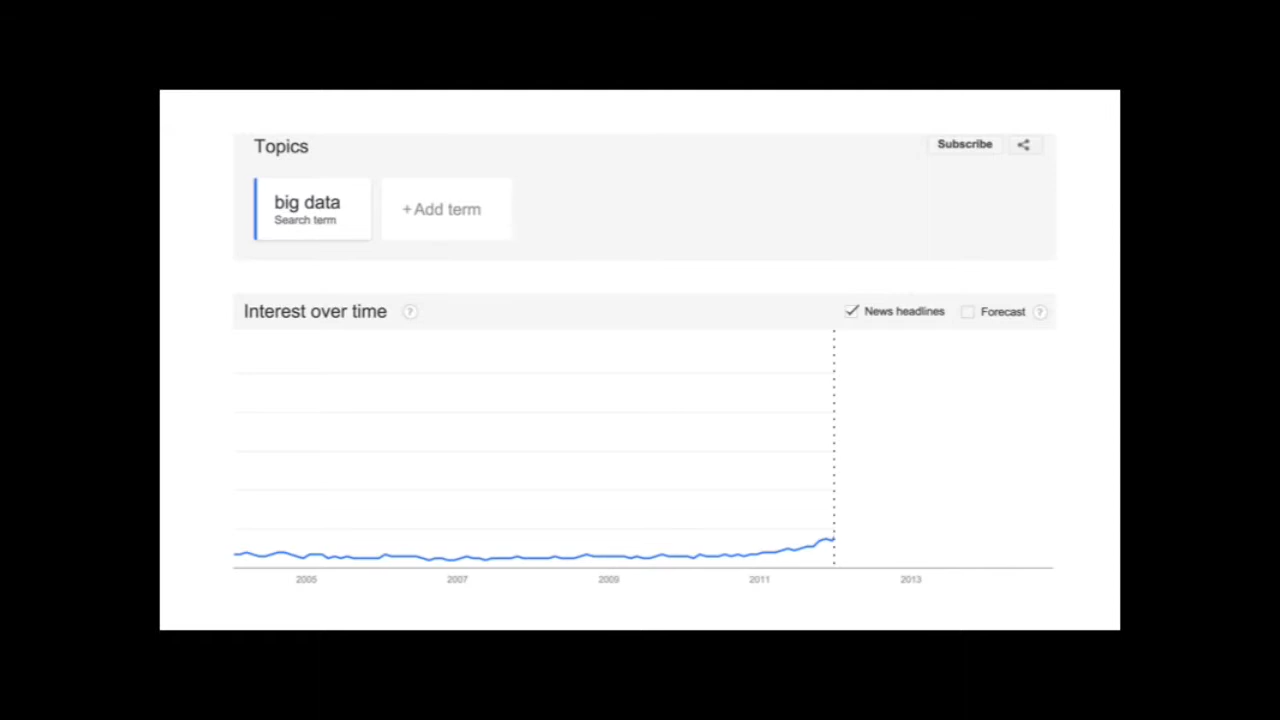 Topics
Subscribe
big data
Search term
+ Add term
Interest over time ?
News headlines
Forecast ?
2005 2007 2009 2011 2013